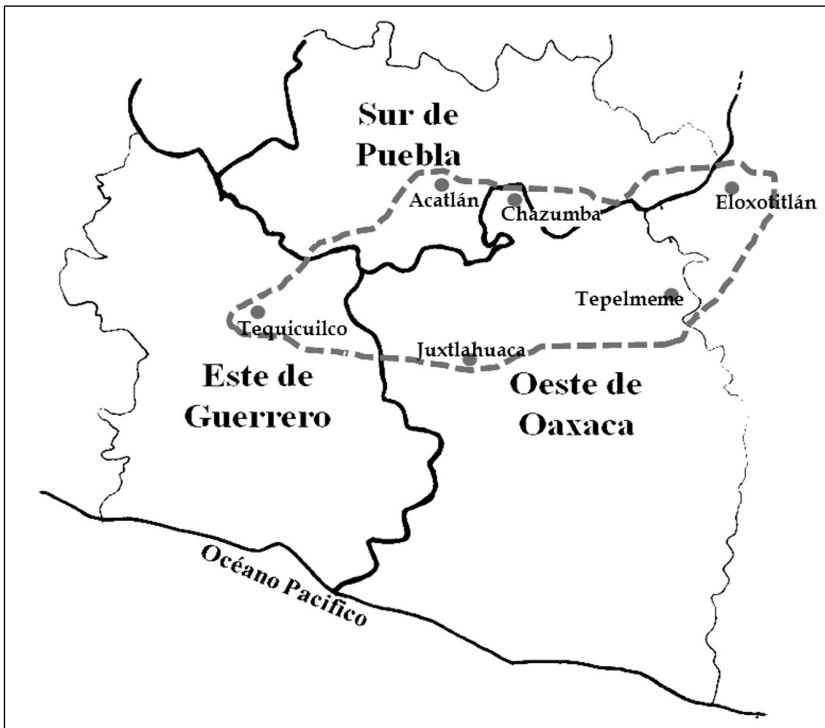 Sur de
Puebla
Acatlán
Chazumba
Eloxotitlán
Tepelmeme
Tequicuilco
Juxtlahuaca
Este de
Guerrero
Oeste de
Oaxaca
Océano Pacifico